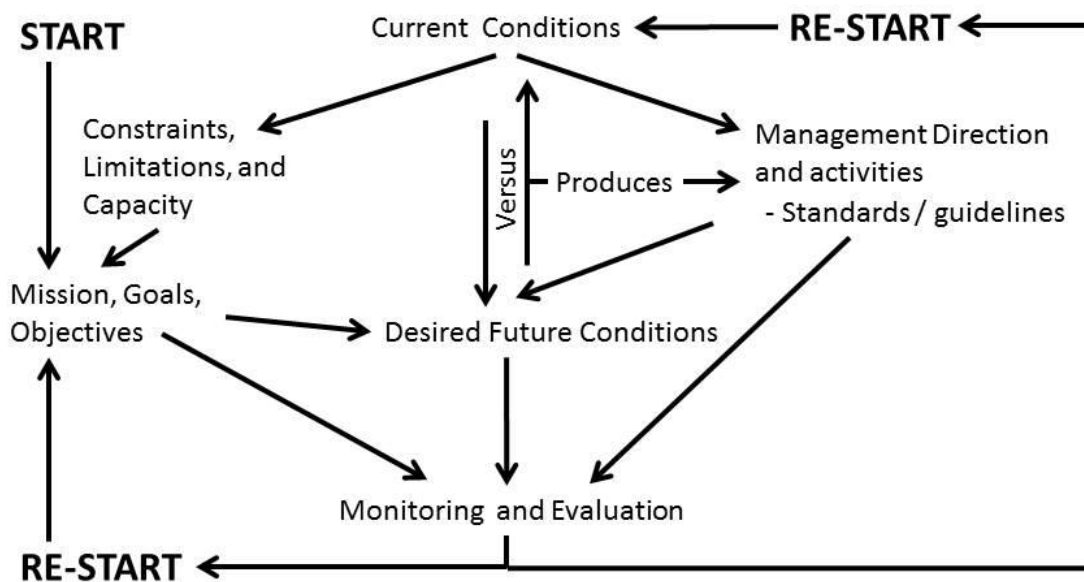 START
Current Conditions
RE-START
Constraints,
Limitations, and
Capacity
Versus
Produces
Management Direction
and activities
- Standards / guidelines
Mission, Goals,
Objectives
Desired Future Conditions
Monitoring and Evaluation
RE-START